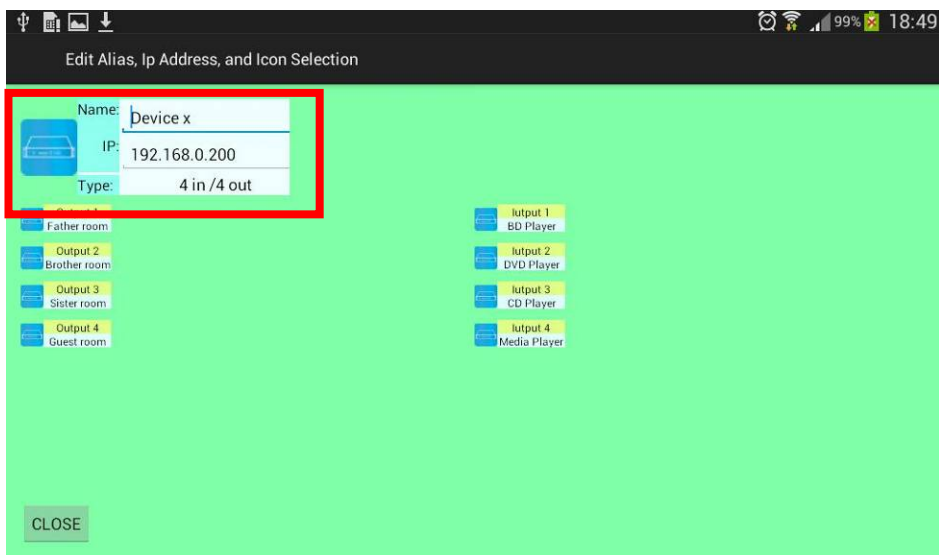 99% 18:49
Edit Alias, Ip Address, and Icon Selection
Name: Device x
IP: 192.168.0.200
Type: 4 in /4 out
Father room
Output 2
Brother room
Output 3
Sister room
Output 4
Guest room
Iutput 1
BD Player
Iutput 2
DVD Player
Iutput 3
CD Player
Iutput 4
Media Player
CLOSE